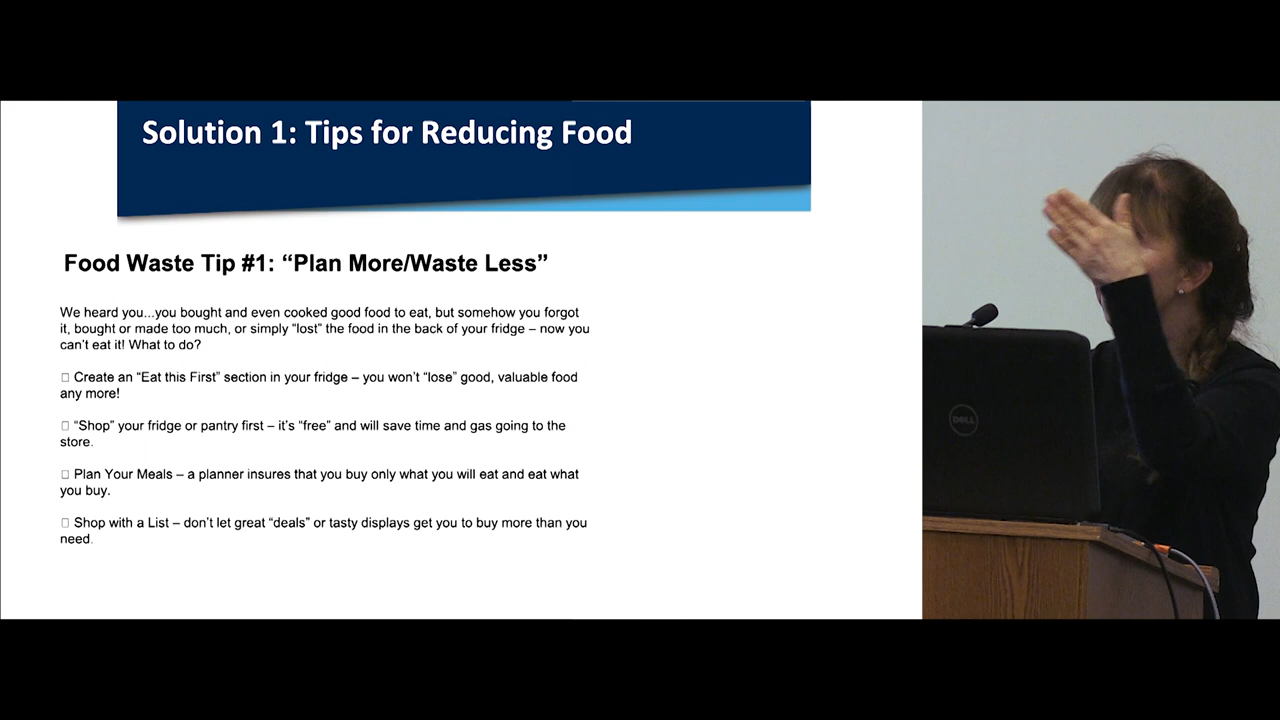 Solution 1: Tips for Reducing Food
Food Waste Tip #1: “Plan More/Waste Less”
We heard you...you bought and even cooked good food to eat, but somehow you forgot
it, bought or made too much, or simply “lost” the food in the back of your fridge – now you
can’t eat it! What to do?
Create an “Eat this First” section in your fridge – you won’t “lose” good, valuable food
any more!
“Shop” your fridge or pantry first – it’s “free” and will save time and gas going to the
store.
Plan Your Meals – a planner insures that you buy only what you will eat and eat what
you buy.
Shop with a List – don’t let great “deals” or tasty displays get you to buy more than you
need.
DELL